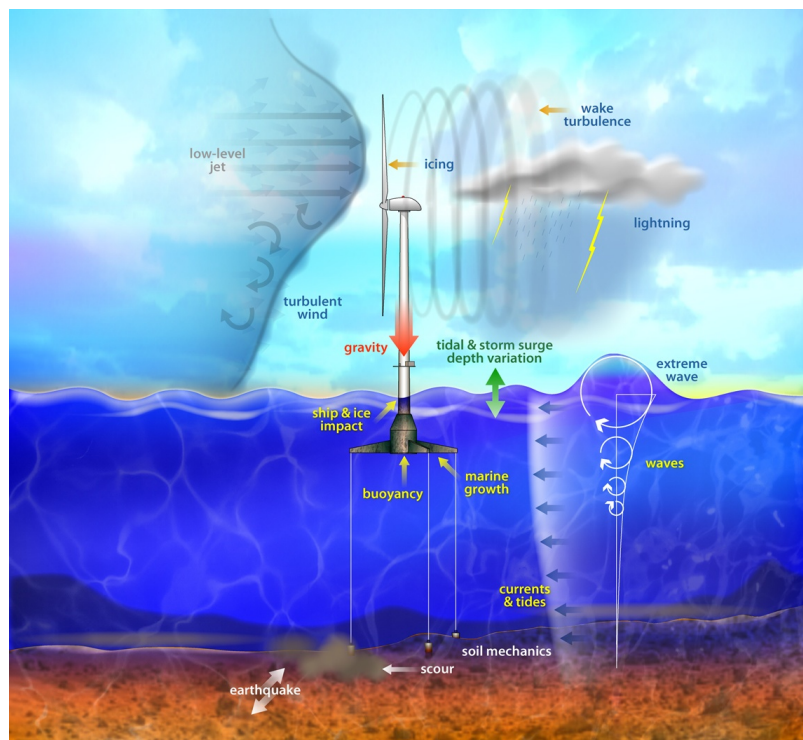 wake
turbulence
low-level
jet
icing
lightning
turbulent
wind
gravity
tidal & storm surge
depth variation
extreme
wave
ship & ice
impact
waves
marine
growth
buoyancy
currents
& tides
soil mechanics
scour
earthquake